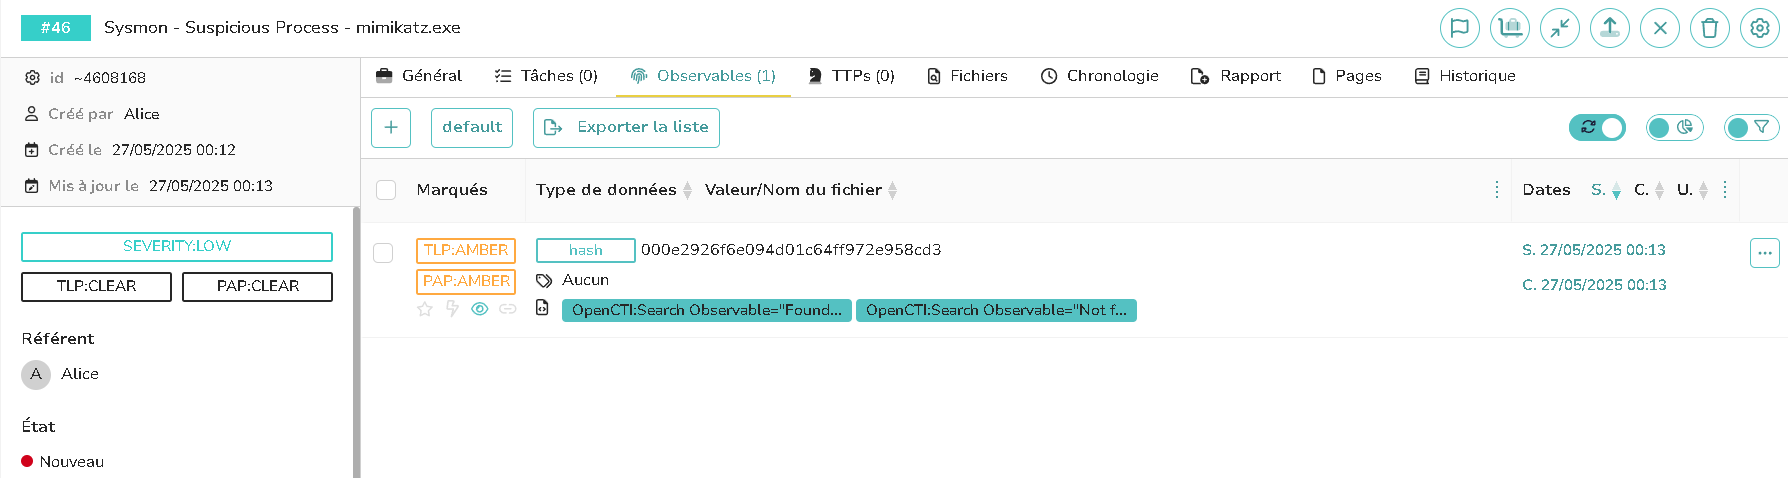 #46 Sysmon - Suspicious Process - mimikatz.exe
id ~4608168
Créé par Alice
Créé le 27/05/2025 00:12
Mis à jour le 27/05/2025 00:13
SEVERITY:LOW
TLP:CLEAR PAP:CLEAR
Référent
A Alice
État
Nouveau
Général Tâches (0) Observables (1) TTPs (0) Fichiers Chronologie Rapport Pages Historique
+ default Exporter la liste
Marqués Type de données Valeur/Nom du fichier Dates S. C. U.
TLP:AMBER hash 000e2926f6e094d01c64ff972e958cd3 S. 27/05/2025 00:13
PAP:AMBER Aucun C. 27/05/2025 00:13
OpenCTI:Search Observable="Found... OpenCTI:Search Observable="Not f...